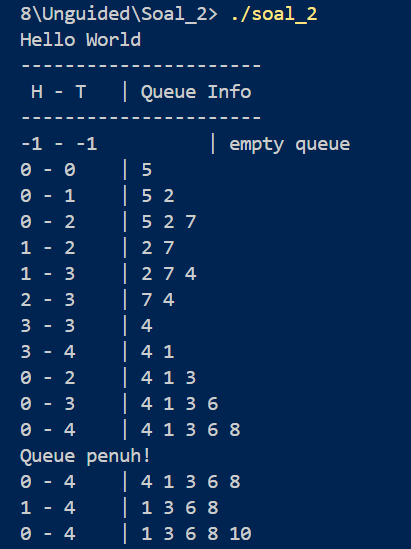 8\Unguided\Soal_2> ./soal_2
Hello World
----------------------
 H - T   | Queue Info
----------------------
-1 - -1          | empty queue
0 - 0    | 5
0 - 1    | 5 2
0 - 2    | 5 2 7
1 - 2    | 2 7
1 - 3    | 2 7 4
2 - 3    | 7 4
3 - 3    | 4
3 - 4    | 4 1
0 - 2    | 4 1 3
0 - 3    | 4 1 3 6
0 - 4    | 4 1 3 6 8
Queue penuh!
0 - 4    | 4 1 3 6 8
1 - 4    | 1 3 6 8
0 - 4    | 1 3 6 8 10